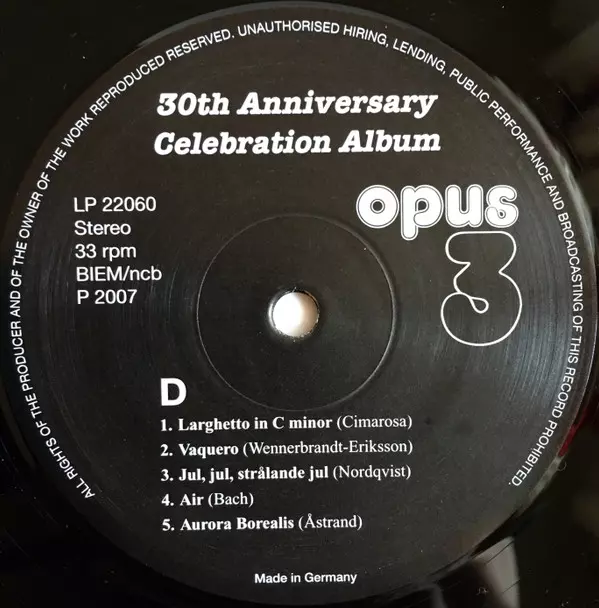 ALL RIGHTS OF THE PRODUCER AND OF THE OWNER OF THE WORK REPRODUCED RESERVED. UNAUTHORISED HIRING, LENDING, PUBLIC PERFORMANCE AND BROADCASTING OF THIS RECORD PROHIBITED.
30th Anniversary
Celebration Album
LP 22060
Stereo
33 rpm
BIEM/ncb
P 2007
opus
3
D
1. Larghetto in C minor (Cimarosa)
2. Vaquero (Wennerbrandt-Eriksson)
3. Jul, jul, strålande jul (Nordqvist)
4. Air (Bach)
5. Aurora Borealis (Åstrand)
Made in Germany